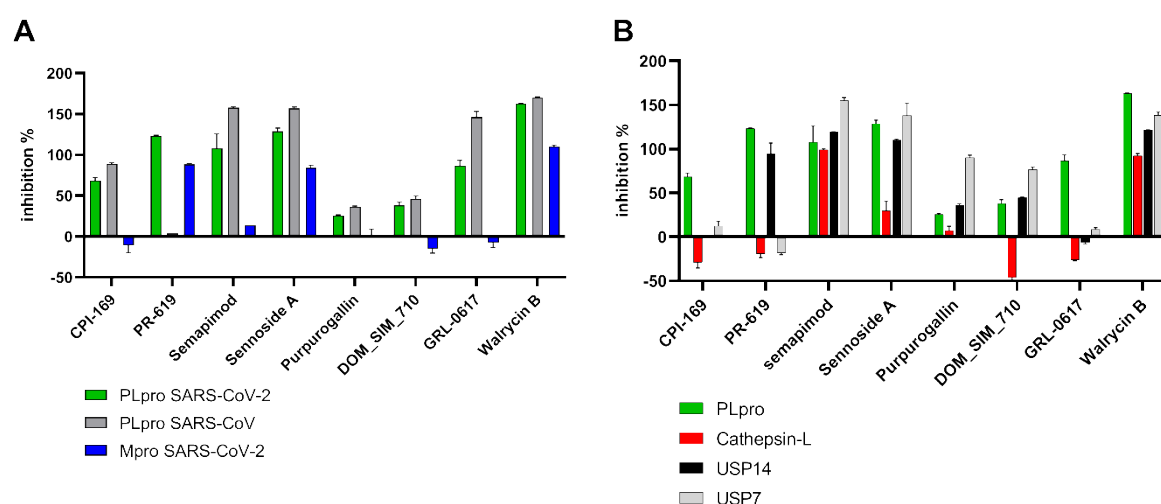 A
B
200
150
100
50
0
-50
inhibition %
CPI-169
PR-619
Semapimod
Sennoside A
Purpurogallin
DOM_SIM_710
GRL-0617
Walrycin B
PLpro SARS-CoV-2
PLpro SARS-CoV
Mpro SARS-CoV-2
200
150
100
50
0
-50
inhibition %
CPI-169
PR-619
semapimod
Sennoside A
Purpurogallin
DOM_SIM_710
GRL-0617
Walrycin B
PLpro
Cathepsin-L
USP14
USP7